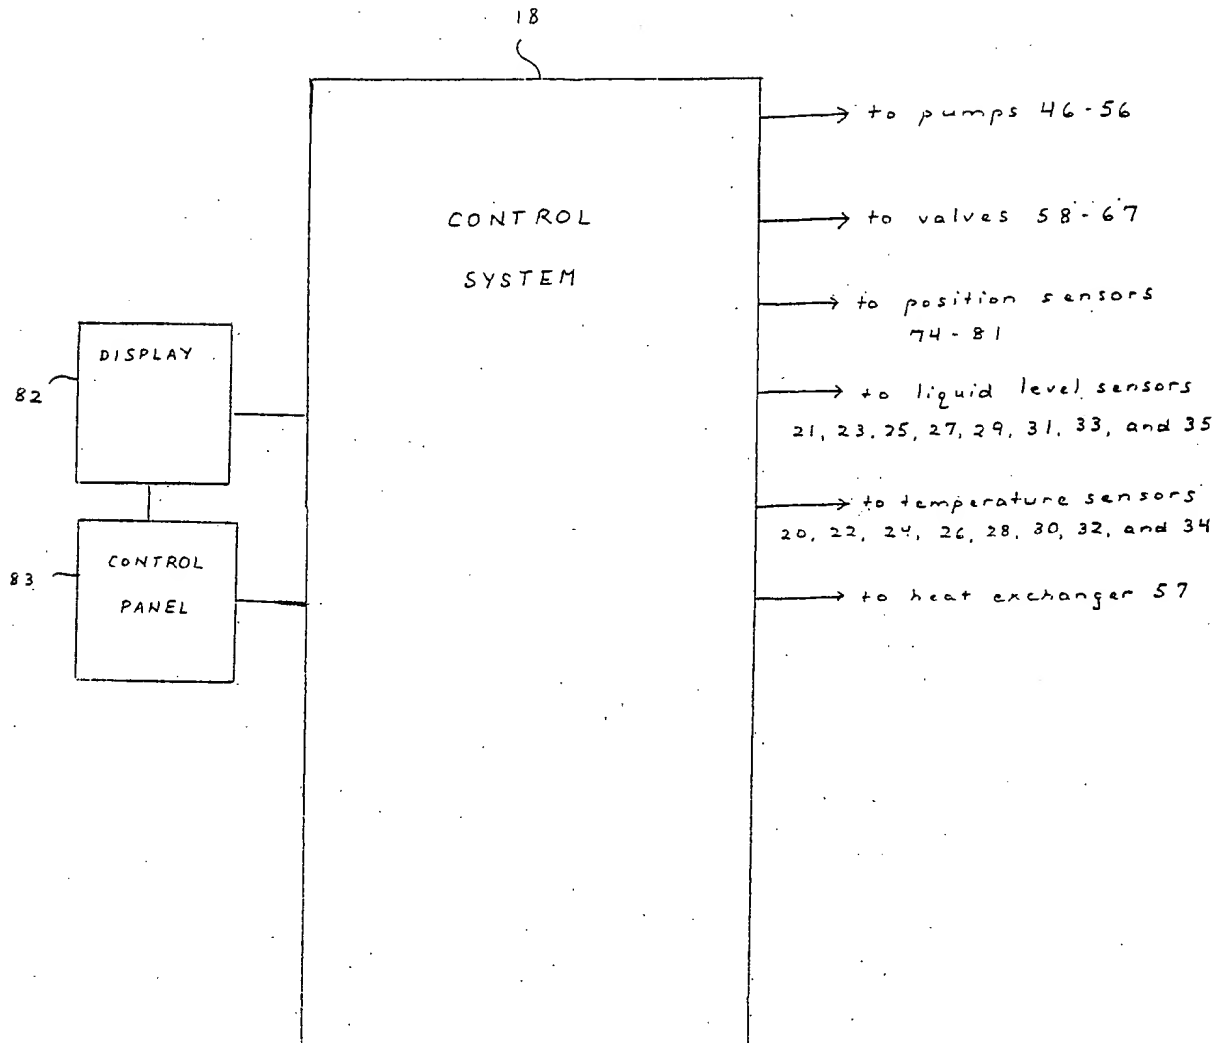 18
CONTROL
SYSTEM
to pumps 46-56
to valves 58-67
to position sensors
74-81
to liquid level sensors
21, 23, 25, 27, 29, 31, 33, and 35
to temperature sensors
20, 22, 24, 26, 28, 30, 32, and 34
to heat exchanger 57
DISPLAY
82
CONTROL
PANEL
83